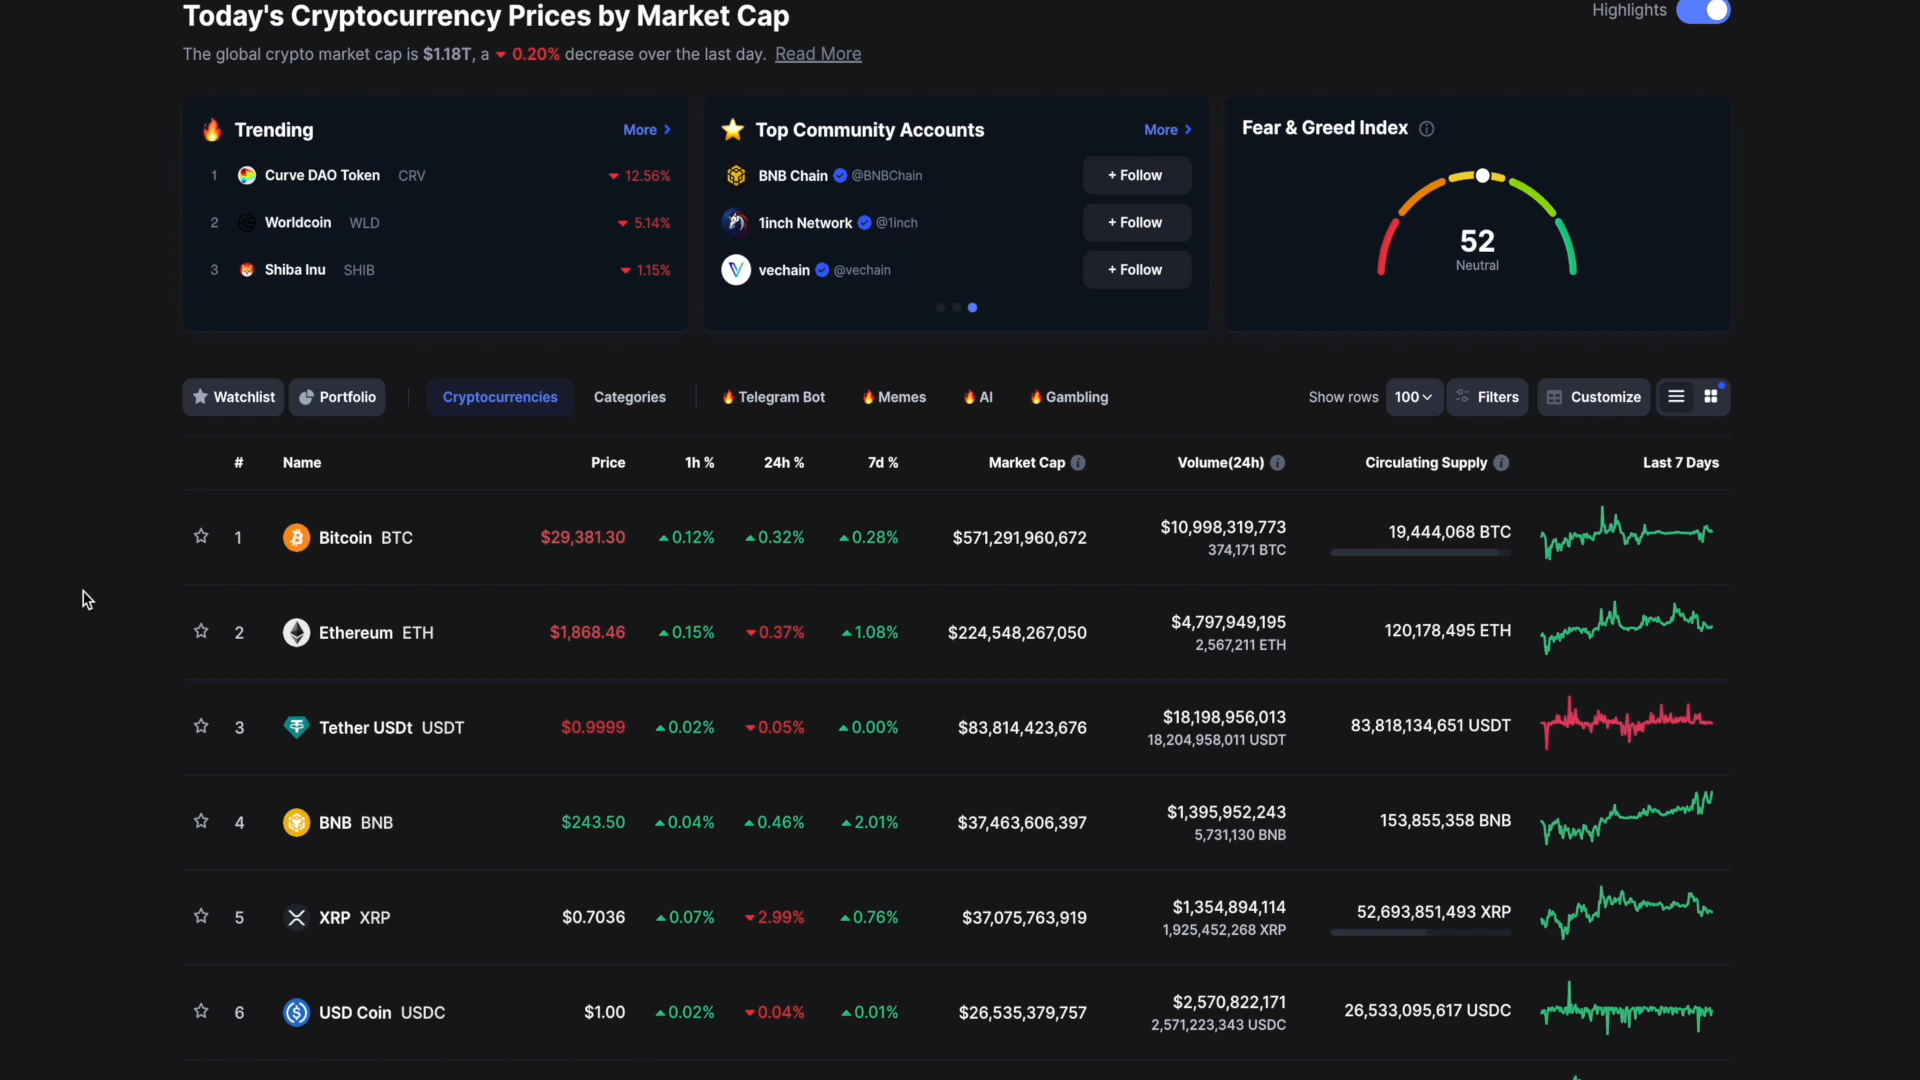 Today's Cryptocurrency Prices by Market Cap
Highlights
The global crypto market cap is $1.18T, a 0.20% decrease over the last day. Read More
Trending
More
1 Curve DAO Token CRV 12.56%
2 Worldcoin WLD 5.14%
3 Shiba Inu SHIB 1.15%
Top Community Accounts
More
BNB Chain @BNBChain + Follow
1inch Network @1inch + Follow
vechain @vechain + Follow
Fear & Greed Index
52
Neutral
Watchlist Portfolio Cryptocurrencies Categories Telegram Bot Memes AI Gambling Show rows 100 Filters Customize
# Name Price 1h % 24h % 7d % Market Cap Volume(24h) Circulating Supply Last 7 Days
1 Bitcoin BTC $29,381.30 0.12% 0.32% 0.28% $571,291,960,672 $10,998,319,773 19,444,068 BTC
374,171 BTC
2 Ethereum ETH $1,868.46 0.15% 0.37% 1.08% $224,548,267,050 $4,797,949,195 120,178,495 ETH
2,567,211 ETH
3 Tether USDt USDT $0.9999 0.02% 0.05% 0.00% $83,814,423,676 $18,198,956,013 83,818,134,651 USDT
18,204,958,011 USDT
4 BNB BNB $243.50 0.04% 0.46% 2.01% $37,463,606,397 $1,395,952,243 153,855,358 BNB
5,731,130 BNB
5 XRP XRP $0.7036 0.07% 2.99% 0.76% $37,075,763,919 $1,354,894,114 52,693,851,493 XRP
1,925,452,268 XRP
6 USD Coin USDC $1.00 0.02% 0.04% 0.01% $26,535,379,757 $2,570,822,171 26,533,095,617 USDC
2,571,223,343 USDC